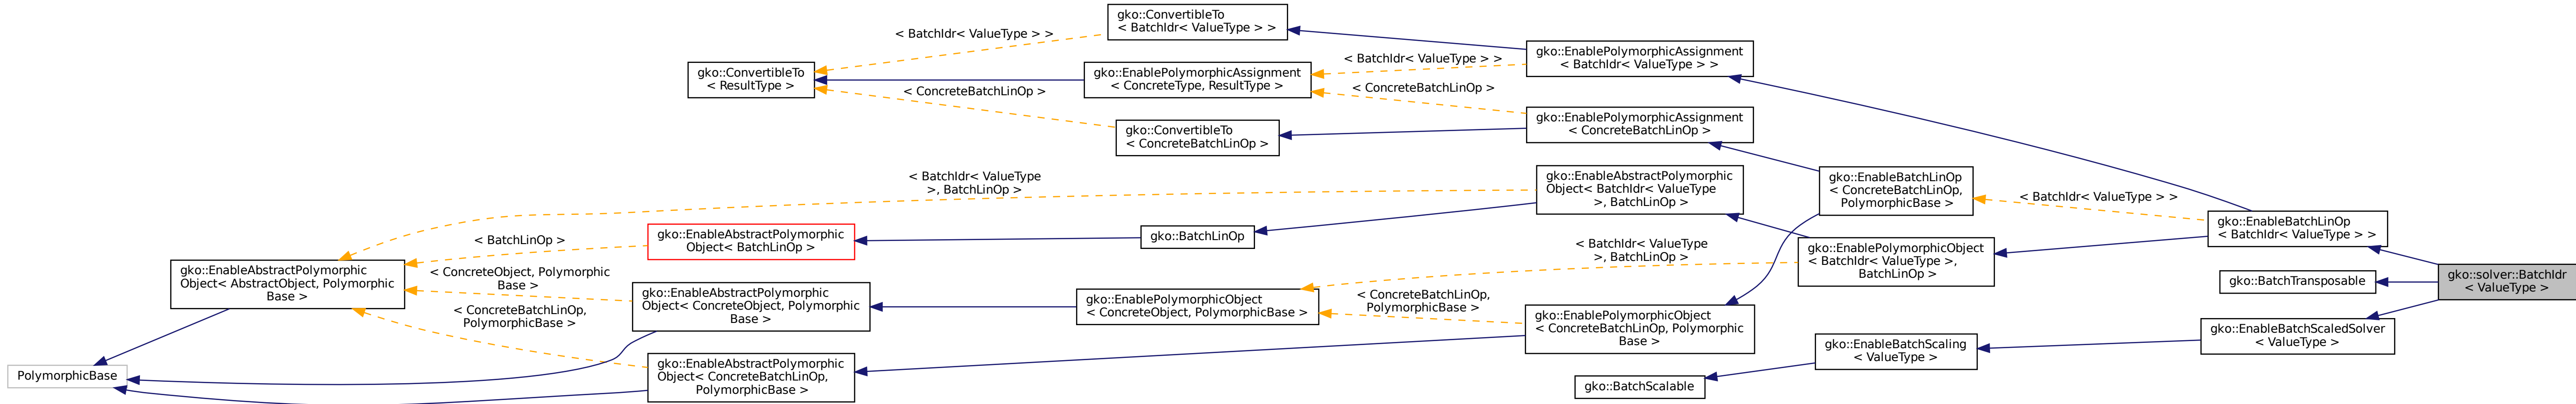 gko::ConvertibleTo
< BatchIdr< ValueType > >
< BatchIdr< ValueType > >
gko::EnablePolymorphicAssignment
< BatchIdr< ValueType > >
< BatchIdr< ValueType > >
gko::ConvertibleTo
< ResultType >
gko::EnablePolymorphicAssignment
< ConcreteType, ResultType >
< ConcreteBatchLinOp >
< ConcreteBatchLinOp >
gko::EnablePolymorphicAssignment
< ConcreteBatchLinOp >
gko::ConvertibleTo
< ConcreteBatchLinOp >
< BatchIdr< ValueType
>, BatchLinOp >
gko::EnableAbstractPolymorphic
Object< BatchIdr< ValueType
>, BatchLinOp >
gko::EnableBatchLinOp
< ConcreteBatchLinOp,
PolymorphicBase >
< BatchIdr< ValueType > >
gko::EnableBatchLinOp
< BatchIdr< ValueType > >
< BatchLinOp >
gko::EnableAbstractPolymorphic
Object< BatchLinOp >
gko::BatchLinOp
< BatchIdr< ValueType
>, BatchLinOp >
gko::EnablePolymorphicObject
< BatchIdr< ValueType >,
BatchLinOp >
gko::EnableAbstractPolymorphic
Object< AbstractObject, Polymorphic
Base >
< ConcreteObject, Polymorphic
Base >
gko::EnableAbstractPolymorphic
Object< ConcreteObject, Polymorphic
Base >
gko::EnablePolymorphicObject
< ConcreteObject, PolymorphicBase >
< ConcreteBatchLinOp,
PolymorphicBase >
gko::EnablePolymorphicObject
< ConcreteBatchLinOp, Polymorphic
Base >
gko::BatchTransposable
gko::solver::BatchIdr
< ValueType >
< ConcreteBatchLinOp,
PolymorphicBase >
gko::EnableBatchScaling
< ValueType >
gko::EnableBatchScaledSolver
< ValueType >
PolymorphicBase
gko::EnableAbstractPolymorphic
Object< ConcreteBatchLinOp,
PolymorphicBase >
gko::BatchScalable